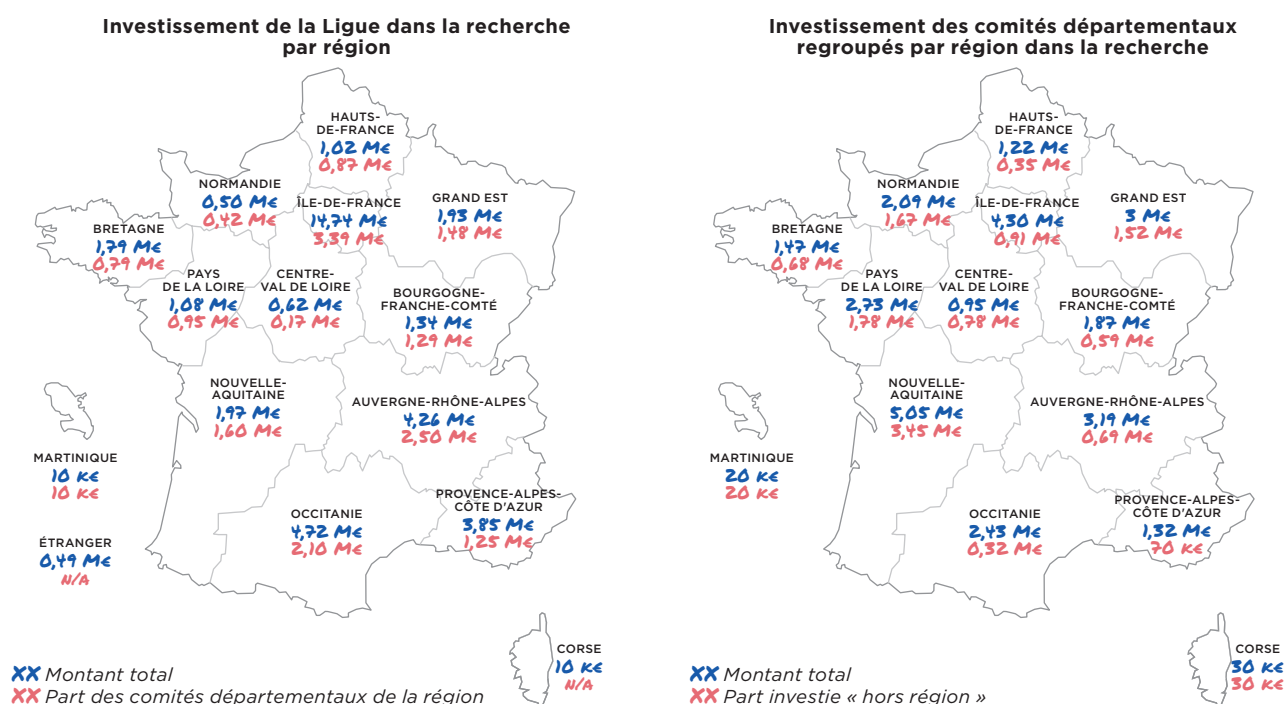 Investissement de la Ligue dans la recherche
par région
HAUTS-
DE-FRANCE
1,02 M€
0,87 M€
NORMANDIE
0,50 M€
0,42 M€
ÎLE-DE-FRANCE
14,74 M€
3,39 M€
GRAND EST
1,93 M€
1,48 M€
BRETAGNE
1,79 M€
0,79 M€
PAYS
DE LA LOIRE
1,08 M€
0,95 M€
CENTRE-
VAL DE LOIRE
0,62 M€
0,17 M€
BOURGOGNE-
FRANCHE-COMTÉ
1,34 M€
1,29 M€
NOUVELLE-
AQUITAINE
1,97 M€
1,60 M€
AUVERGNE-RHÔNE-ALPES
4,26 M€
2,50 M€
MARTINIQUE
10 K€
10 K€
OCCITANIE
4,72 M€
2,10 M€
PROVENCE-ALPES-
CÔTE D'AZUR
3,85 M€
1,25 M€
ÉTRANGER
0,49 M€
N/A
CORSE
10 K€
N/A
XX Montant total
XX Part des comités départementaux de la région
Investissement des comités départementaux
regroupés par région dans la recherche
HAUTS-
DE-FRANCE
1,22 M€
0,35 M€
NORMANDIE
2,09 M€
1,67 M€
ÎLE-DE-FRANCE
4,30 M€
0,91 M€
GRAND EST
3 M€
1,52 M€
BRETAGNE
1,47 M€
0,68 M€
PAYS
DE LA LOIRE
2,73 M€
1,78 M€
CENTRE-
VAL DE LOIRE
0,95 M€
0,78 M€
BOURGOGNE-
FRANCHE-COMTÉ
1,87 M€
0,59 M€
NOUVELLE-
AQUITAINE
5,05 M€
3,45 M€
AUVERGNE-RHÔNE-ALPES
3,19 M€
0,69 M€
MARTINIQUE
20 K€
20 K€
OCCITANIE
2,43 M€
0,32 M€
PROVENCE-ALPES-
CÔTE D'AZUR
1,32 M€
70 K€
CORSE
30 K€
30 K€
XX Montant total
XX Part investie « hors région »